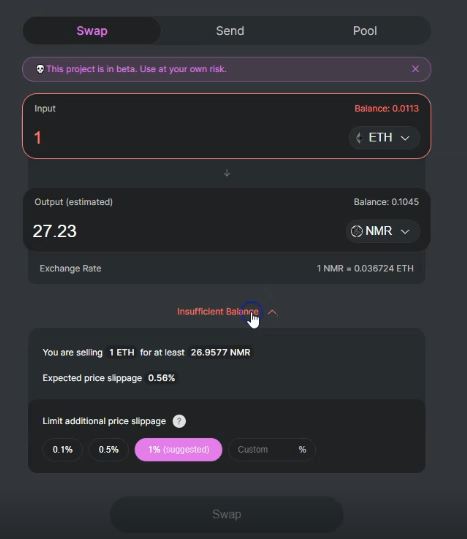 Swap Send Pool
💀This project is in beta. Use at your own risk. ×
Input Balance: 0.0113
1 ETH
Output (estimated) Balance: 0.1045
27.23 NMR
Exchange Rate 1 NMR = 0.036724 ETH
Insufficient Balance
You are selling 1 ETH for at least 26.9577 NMR
Expected price slippage 0.56%
Limit additional price slippage ?
0.1% 0.5% 1% (suggested) Custom %
Swap